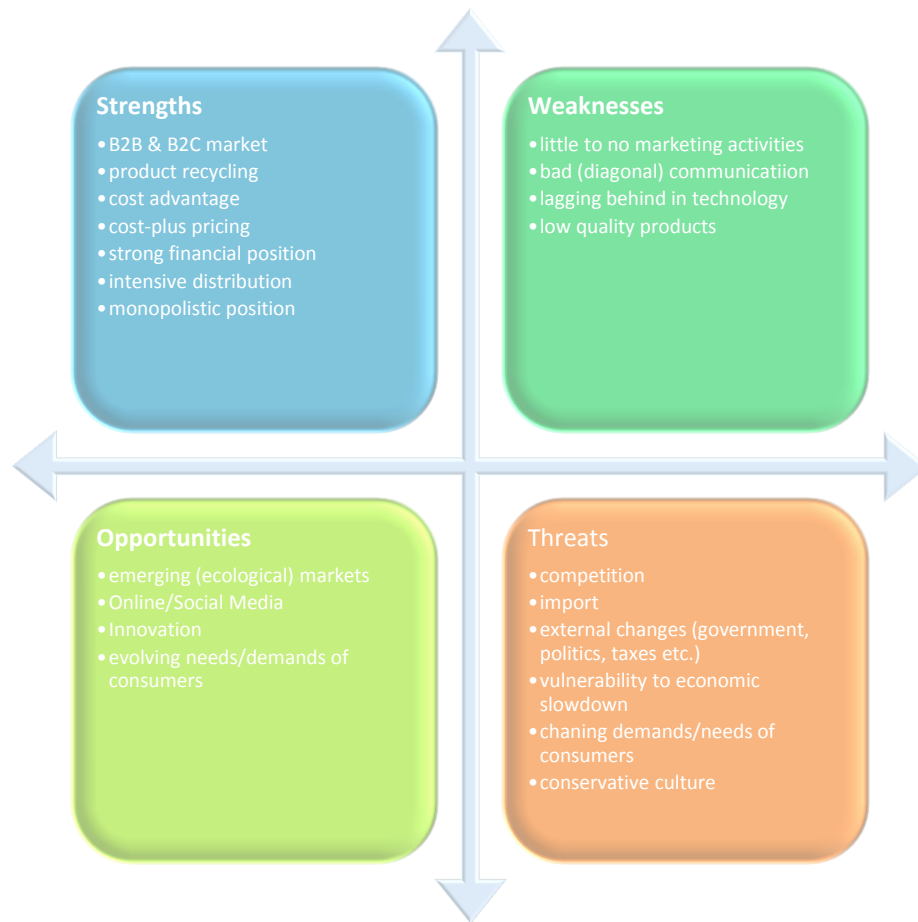 Strengths
•B2B & B2C market
•product recycling
•cost advantage
•cost-plus pricing
•strong financial position
•intensive distribution
•monopolistic position
Weaknesses
•little to no marketing activities
•bad (diagonal) communicatiion
•lagging behind in technology
•low quality products
Opportunities
•emerging (ecological) markets
•Online/Social Media
•Innovation
•evolving needs/demands of
consumers
Threats
•competition
•import
•external changes (government,
politics, taxes etc.)
•vulnerability to economic
slowdown
•chaning demands/needs of
consumers
•conservative culture